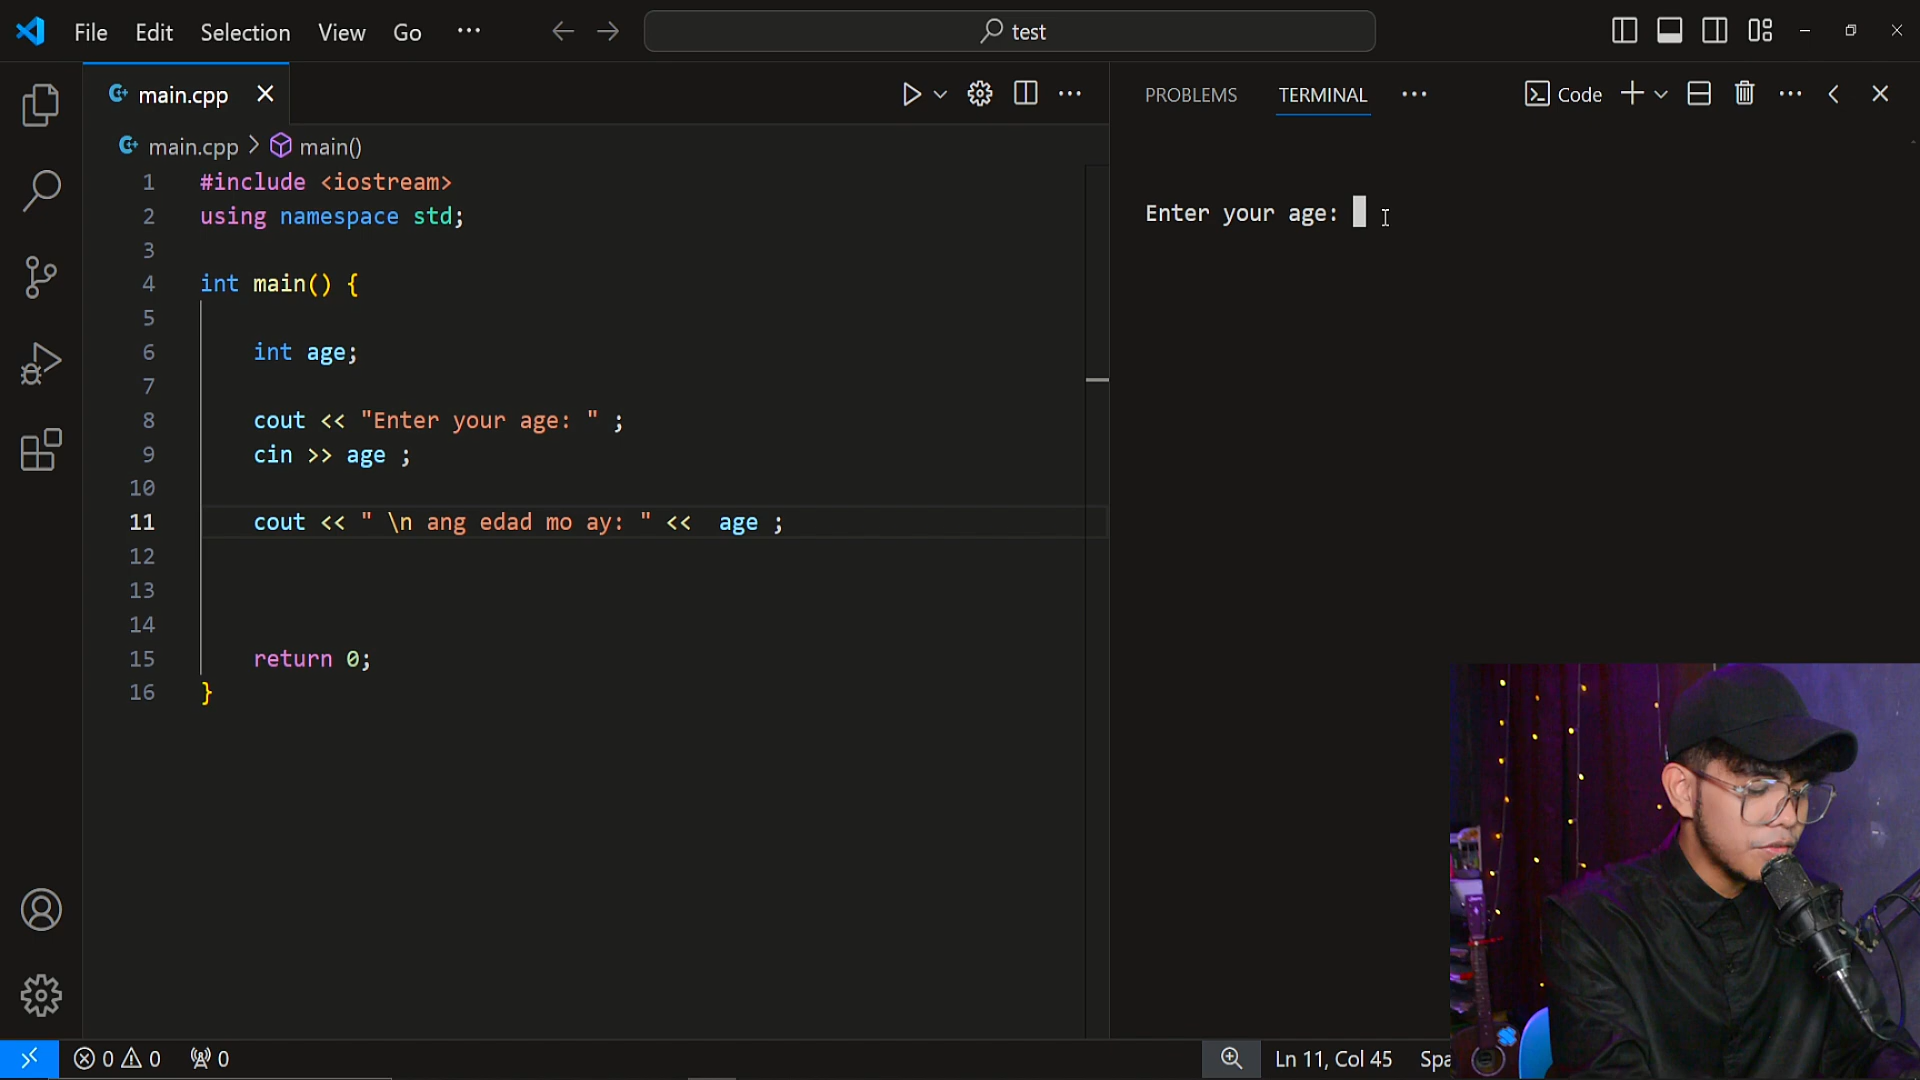 File Edit Selection View Go ··· test
main.cpp
PROBLEMS TERMINAL ··· Code
main.cpp > main()
1 #include <iostream>
2 using namespace std;
3
4 int main() {
5
6 int age;
7
8 cout << "Enter your age: " ;
9 cin >> age ;
10
11 cout << " \n ang edad mo ay: " << age ;
12
13
14
15 return 0;
16 }
Enter your age:
0 0 0
Ln 11, Col 45 Spa